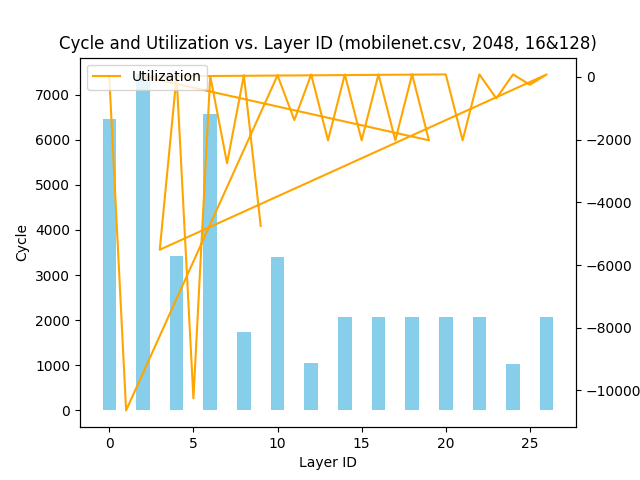 Cycle and Utilization vs. Layer ID (mobilenet.csv, 2048, 16&128)
Utilization
7000
6000
5000
4000
3000
2000
1000
0
Cycle
0
−2000
−4000
−6000
−8000
−10000
0 5 10 15 20 25
Layer ID